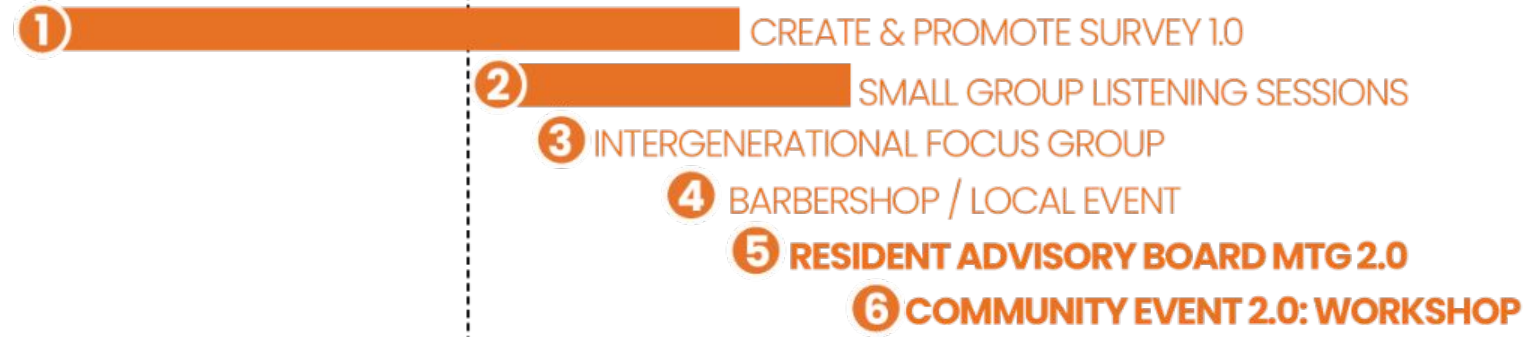 1 CREATE & PROMOTE SURVEY 1.0
2 SMALL GROUP LISTENING SESSIONS
3 INTERGENERATIONAL FOCUS GROUP
4 BARBERSHOP / LOCAL EVENT
5 RESIDENT ADVISORY BOARD MTG 2.0
6 COMMUNITY EVENT 2.0: WORKSHOP